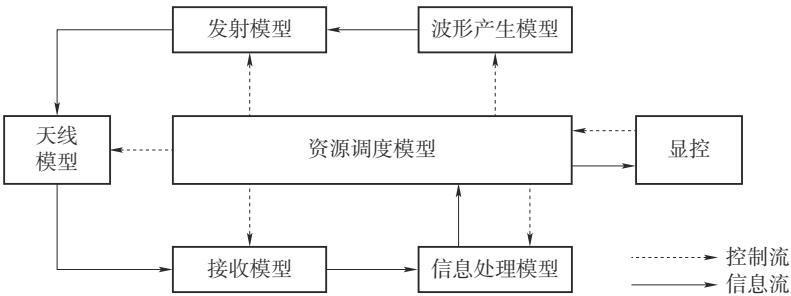 发射模型
波形产生模型
天线
模型
资源调度模型
显控
接收模型
信息处理模型
控制流
信息流